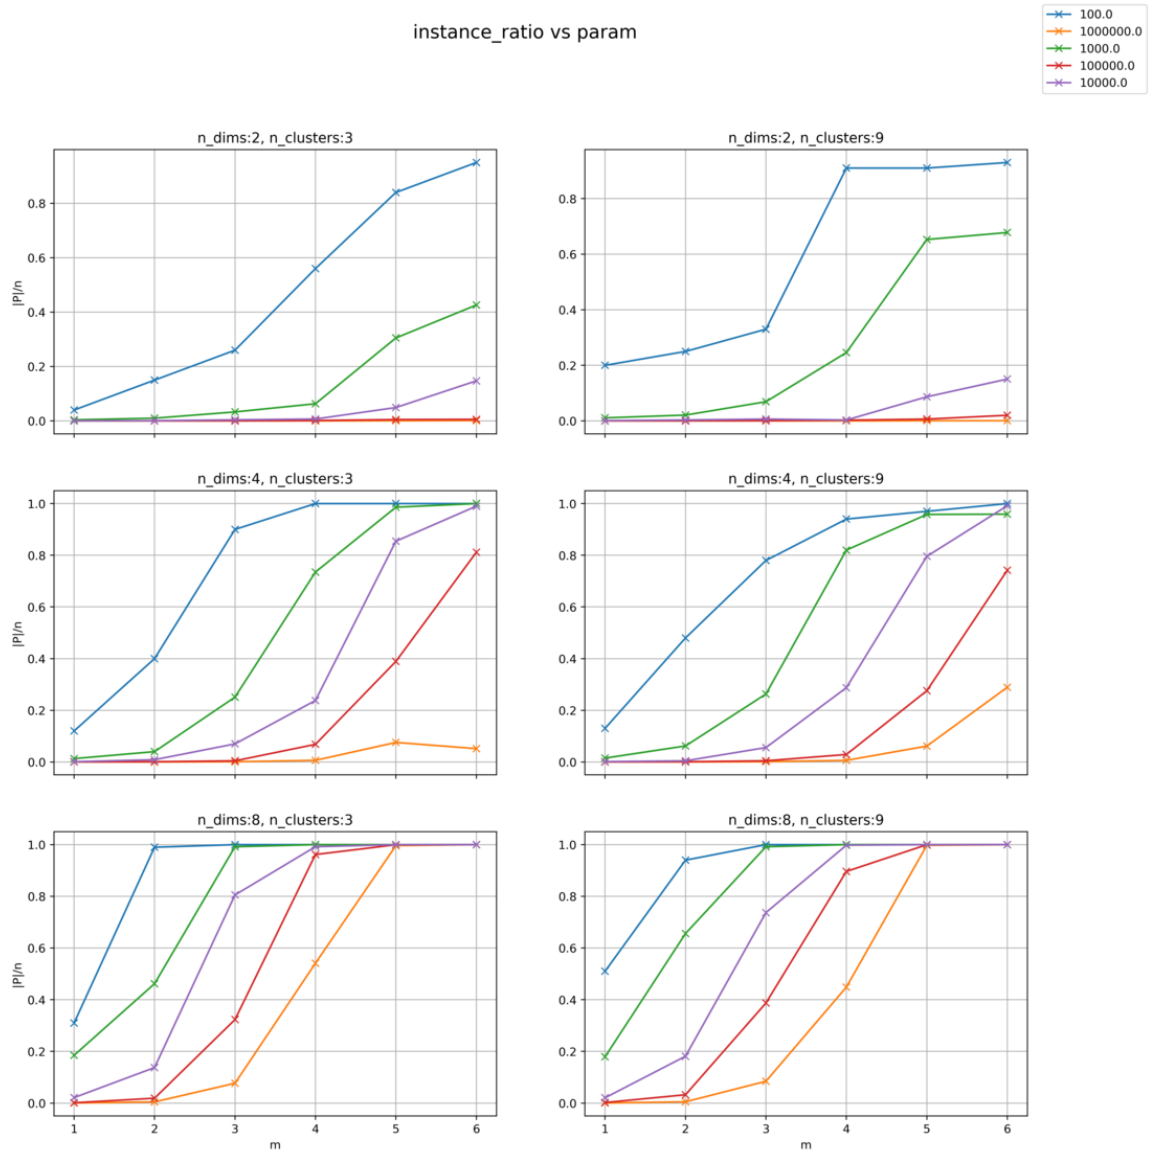 instance_ratio vs param
100.0
1000000.0
1000.0
100000.0
10000.0
n_dims:2, n_clusters:3
|P|/n
0.8
0.6
0.4
0.2
0.0
n_dims:2, n_clusters:9
0.8
0.6
0.4
0.2
0.0
n_dims:4, n_clusters:3
|P|/n
1.0
0.8
0.6
0.4
0.2
0.0
n_dims:4, n_clusters:9
1.0
0.8
0.6
0.4
0.2
0.0
n_dims:8, n_clusters:3
|P|/n
1.0
0.8
0.6
0.4
0.2
0.0
1 2 3 4 5 6
m
n_dims:8, n_clusters:9
1.0
0.8
0.6
0.4
0.2
0.0
1 2 3 4 5 6
m